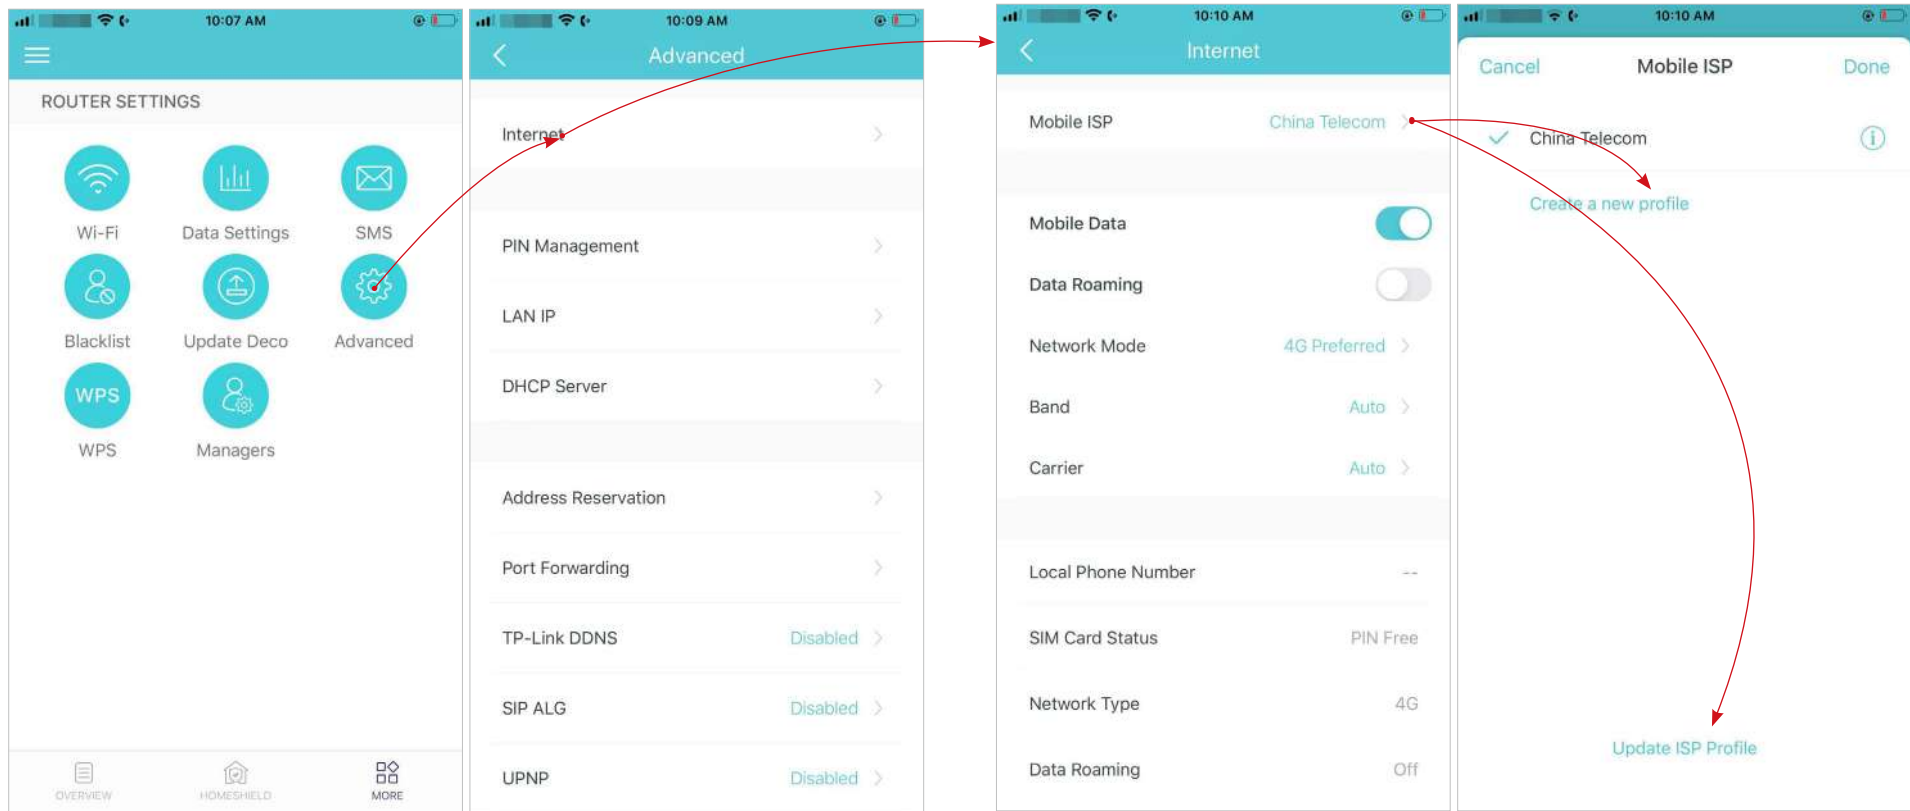 10:07 AM
ROUTER SETTINGS
Wi-Fi
Data Settings
SMS
Blacklist
Update Deco
Advanced
WPS
WPS
Managers
OVERVIEW
HOMESHIELD
MORE
10:09 AM
Advanced
Internet
PIN Management
LAN IP
DHCP Server
Address Reservation
Port Forwarding
TP-Link DDNS Disabled
SIP ALG Disabled
UPNP Disabled
10:10 AM
Internet
Mobile ISP China Telecom
Mobile Data
Data Roaming
Network Mode 4G Preferred
Band Auto
Carrier Auto
Local Phone Number --
SIM Card Status PIN Free
Network Type 4G
Data Roaming Off
10:10 AM
Cancel Mobile ISP Done
China Telecom
Create a new profile
Update ISP Profile